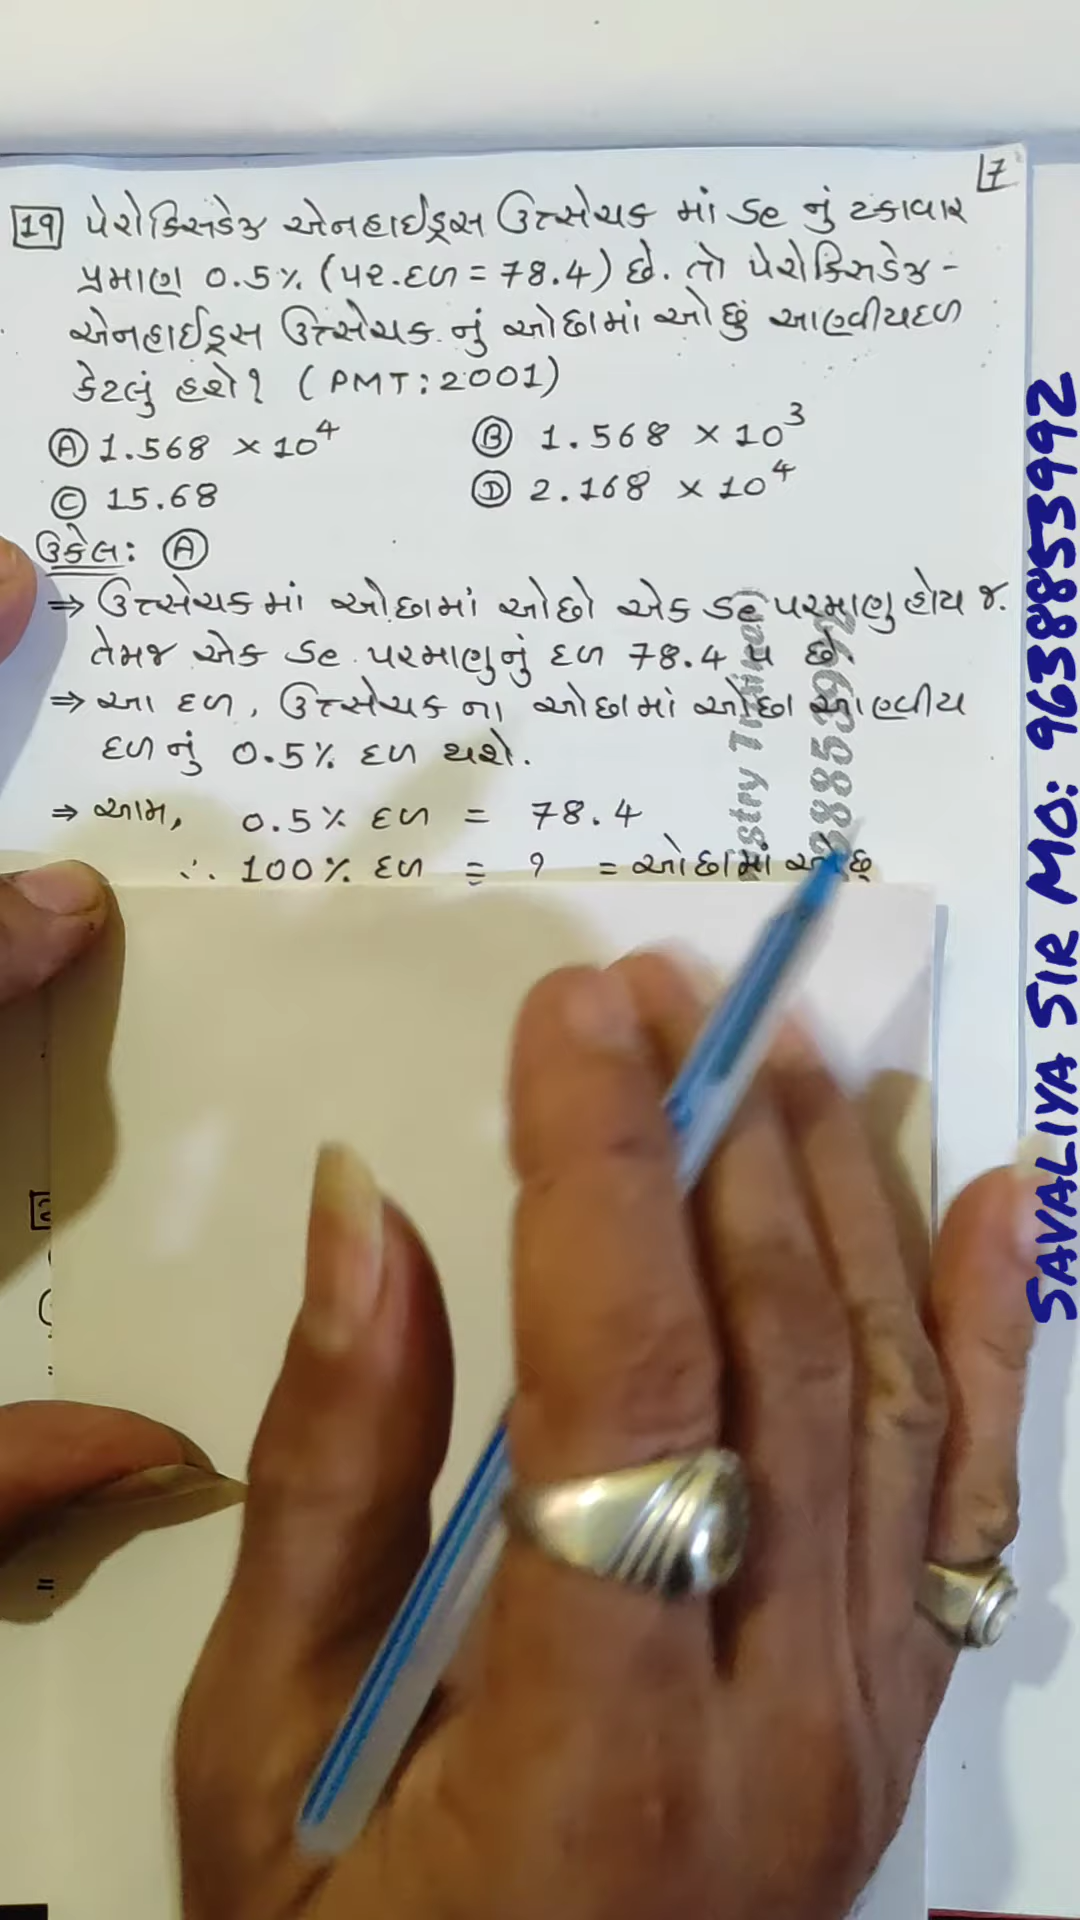 7
19 પેરોક્સિડેઝ એનહાઈડ્રસ ઉત્સેચક માં Se નું ટકાવાર
પ્રમાણ 0.5% (પર.દળ = 78.4) છે. તો પેરોક્સિડેઝ-
એનહાઈડ્રસ ઉત્સેચક નું ઓછામાં ઓછું આણ્વીયદળ
કેટલું હશે? (PMT:2001)
A 1.568 × 10⁴ B 1.568 × 10³
C 15.68 D 2.168 × 10⁴
ઉકેલ: A
⇒ ઉત્સેચકમાં ઓછામાં ઓછો એક Se પરમાણુ હોય જ.
તેમજ એક Se પરમાણુનું દળ 78.4 છે.
⇒ આ દળ, ઉત્સેચક ના ઓછામાં ઓછા આણ્વીય
દળ નું 0.5% દળ થશે.
⇒ આમ, 0.5% દળ = 78.4
∴ 100% દળ = ? = ઓછામાં
SAVALIYA SIR MO: 9638853992